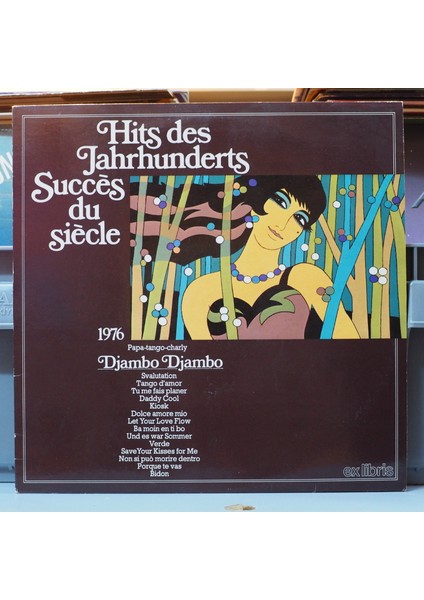 Hits des
Jahrhunderts
Succès
du
siècle
1976
Papa-tango-charly
Djambo Djambo
Svalutation
Tango d'amor
Tu me fais planer
Daddy Cool
Kiosk
Dolce amore mio
Let Your Love Flow
Ba moin en ti bo
Und es war Sommer
Verde
Save Your Kisses for Me
Non si può morire dentro
Porque te vas
Bidon
ex libris